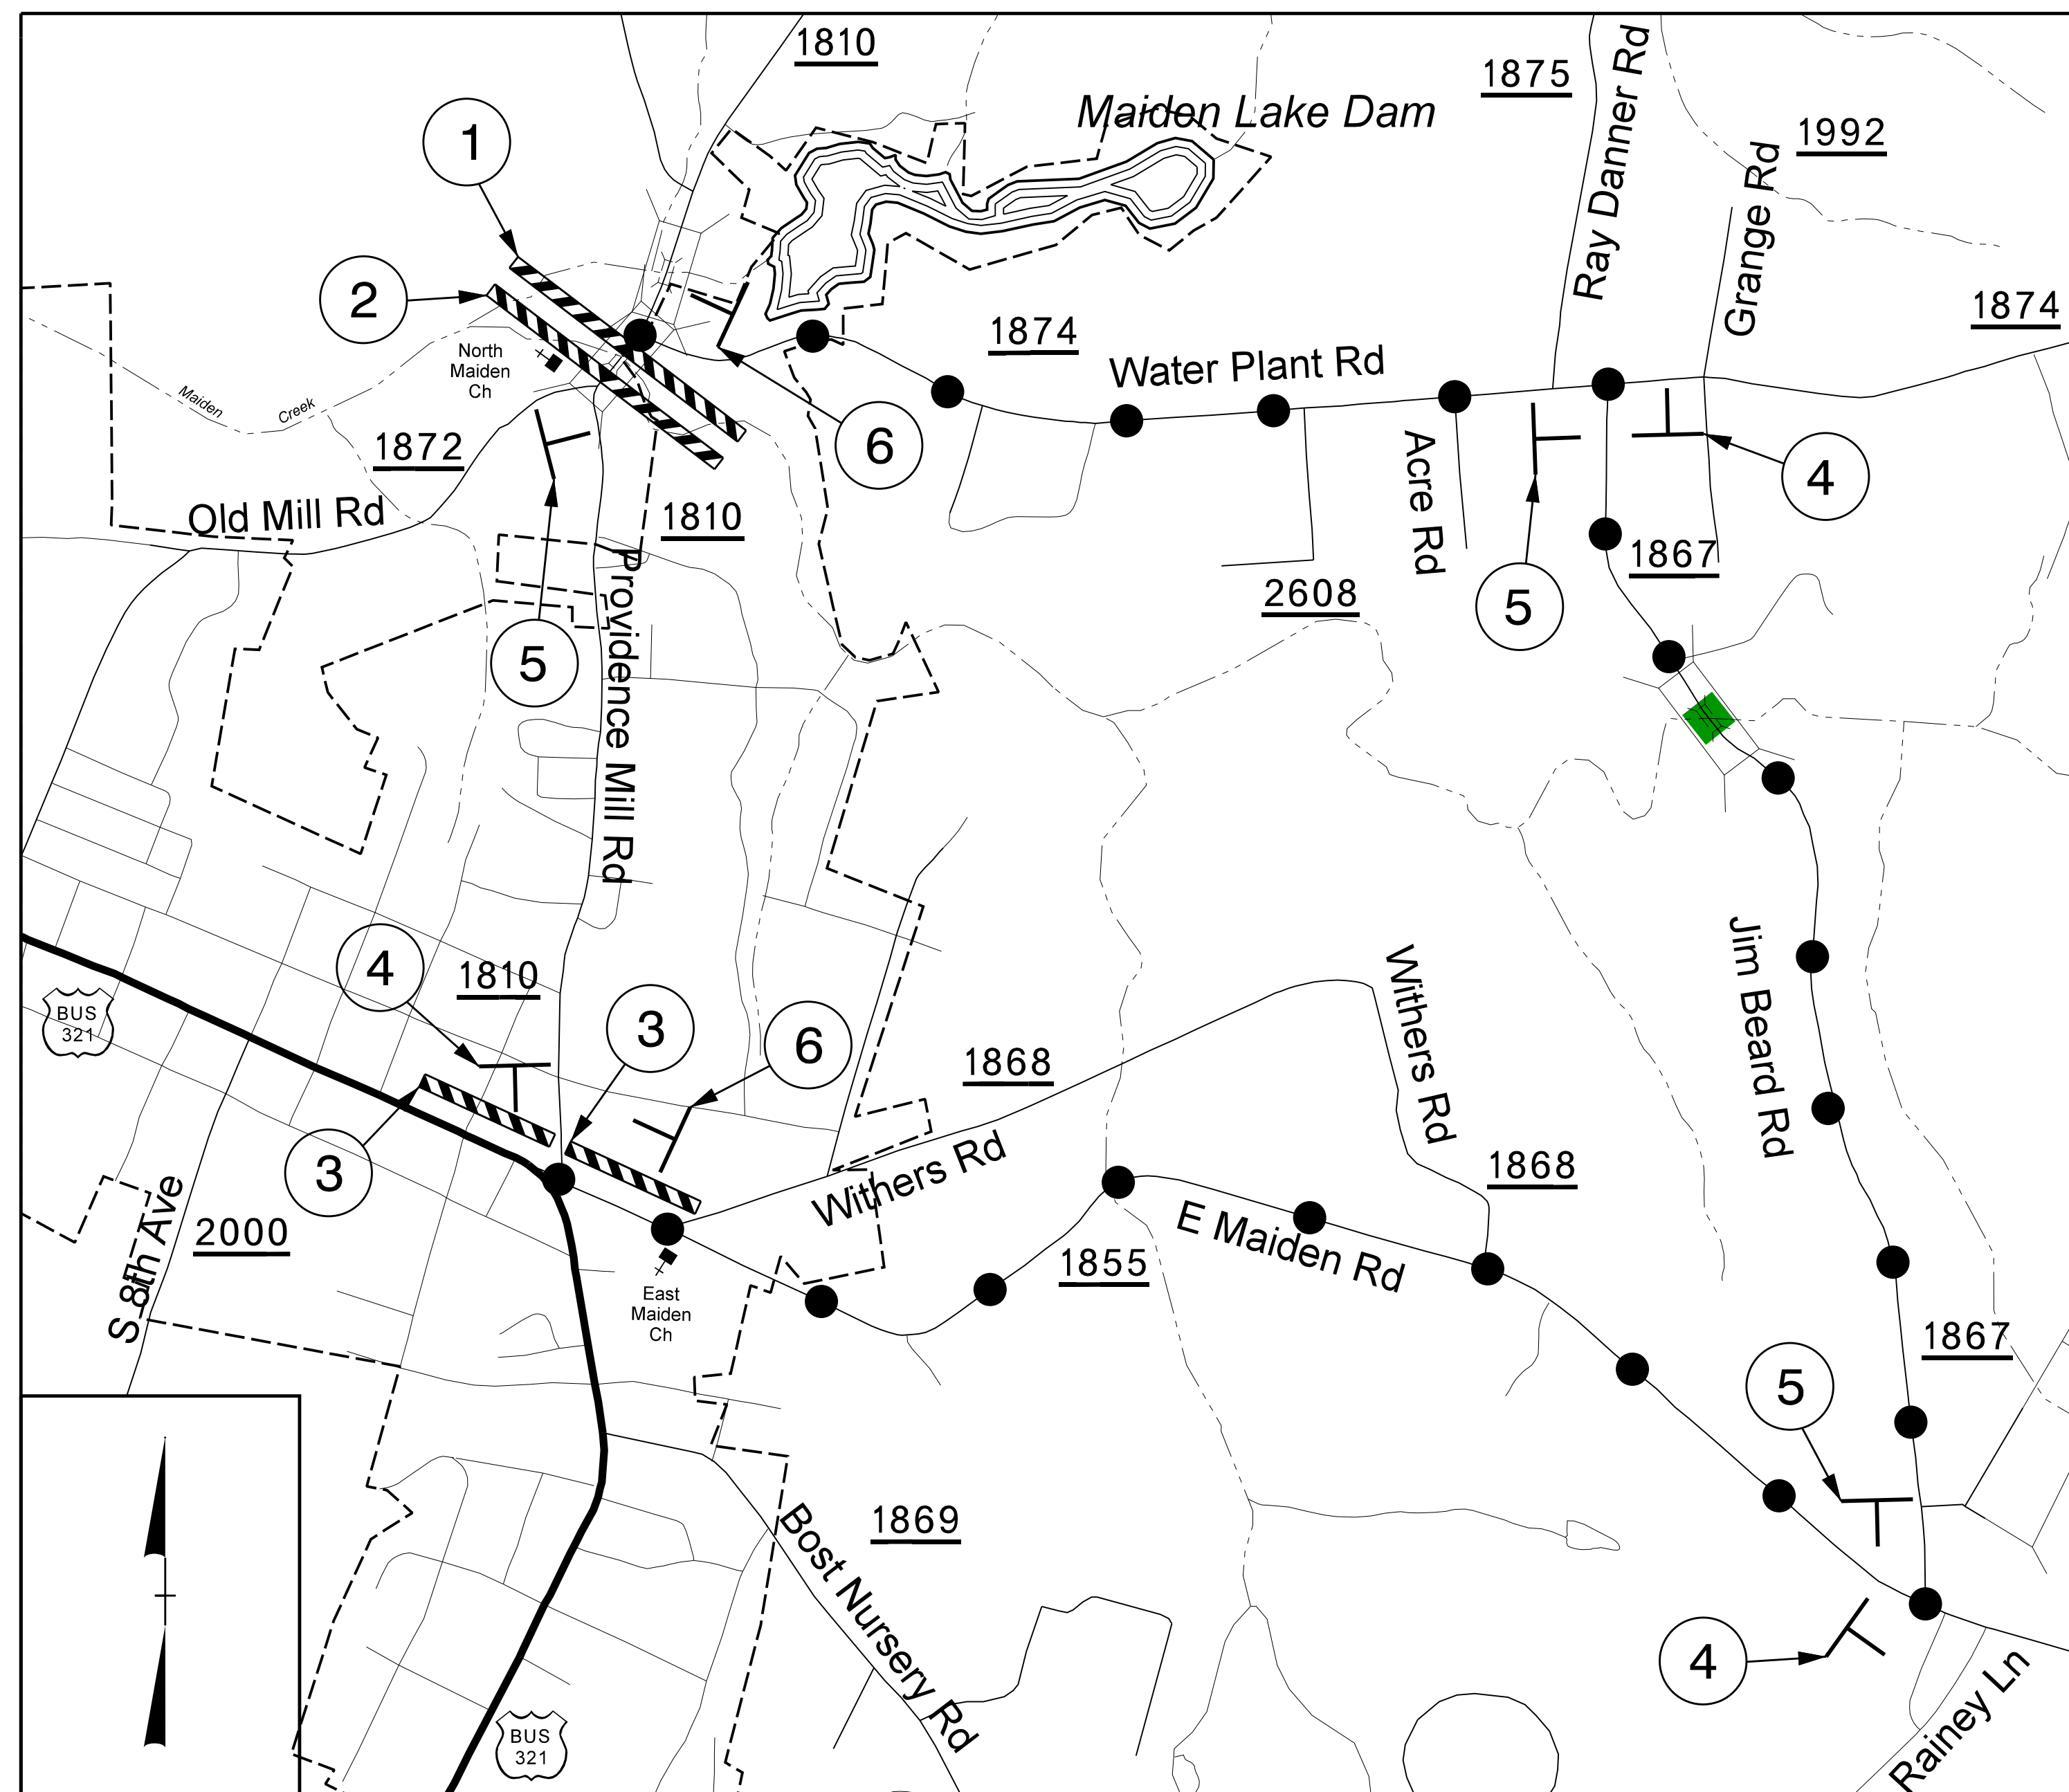 1810
1875
Maiden Lake Dam
Ray Danner Rd
1992
1
Grange Rd
2
1874
1874
North
Maiden
Ch
Water Plant Rd
Maiden Creek
1872
6
Acre Rd
4
Old Mill Rd
1810
1867
5
2608
5
Providence Mill Rd
Jim Beard Rd
4
1810
Withers Rd
BUS
321
3
6
1868
3
Withers Rd
1868
S 8th Ave
2000
E Maiden Rd
1855
East
Maiden
Ch
1867
5
Bost Nursery Rd
1869
4
Rainey Ln
BUS
321